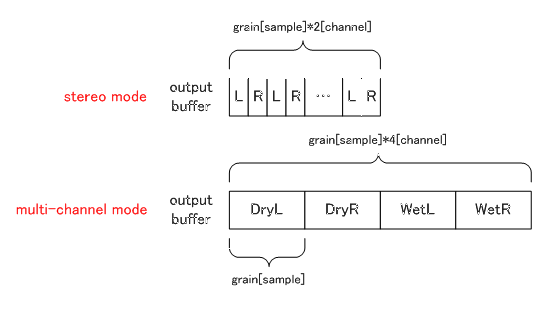 grain[sample]*2[channel]
stereo mode
output
buffer
L R L R ... L R
grain[sample]*4[channel]
multi-channel mode
output
buffer
DryL DryR WetL WetR
grain[sample]